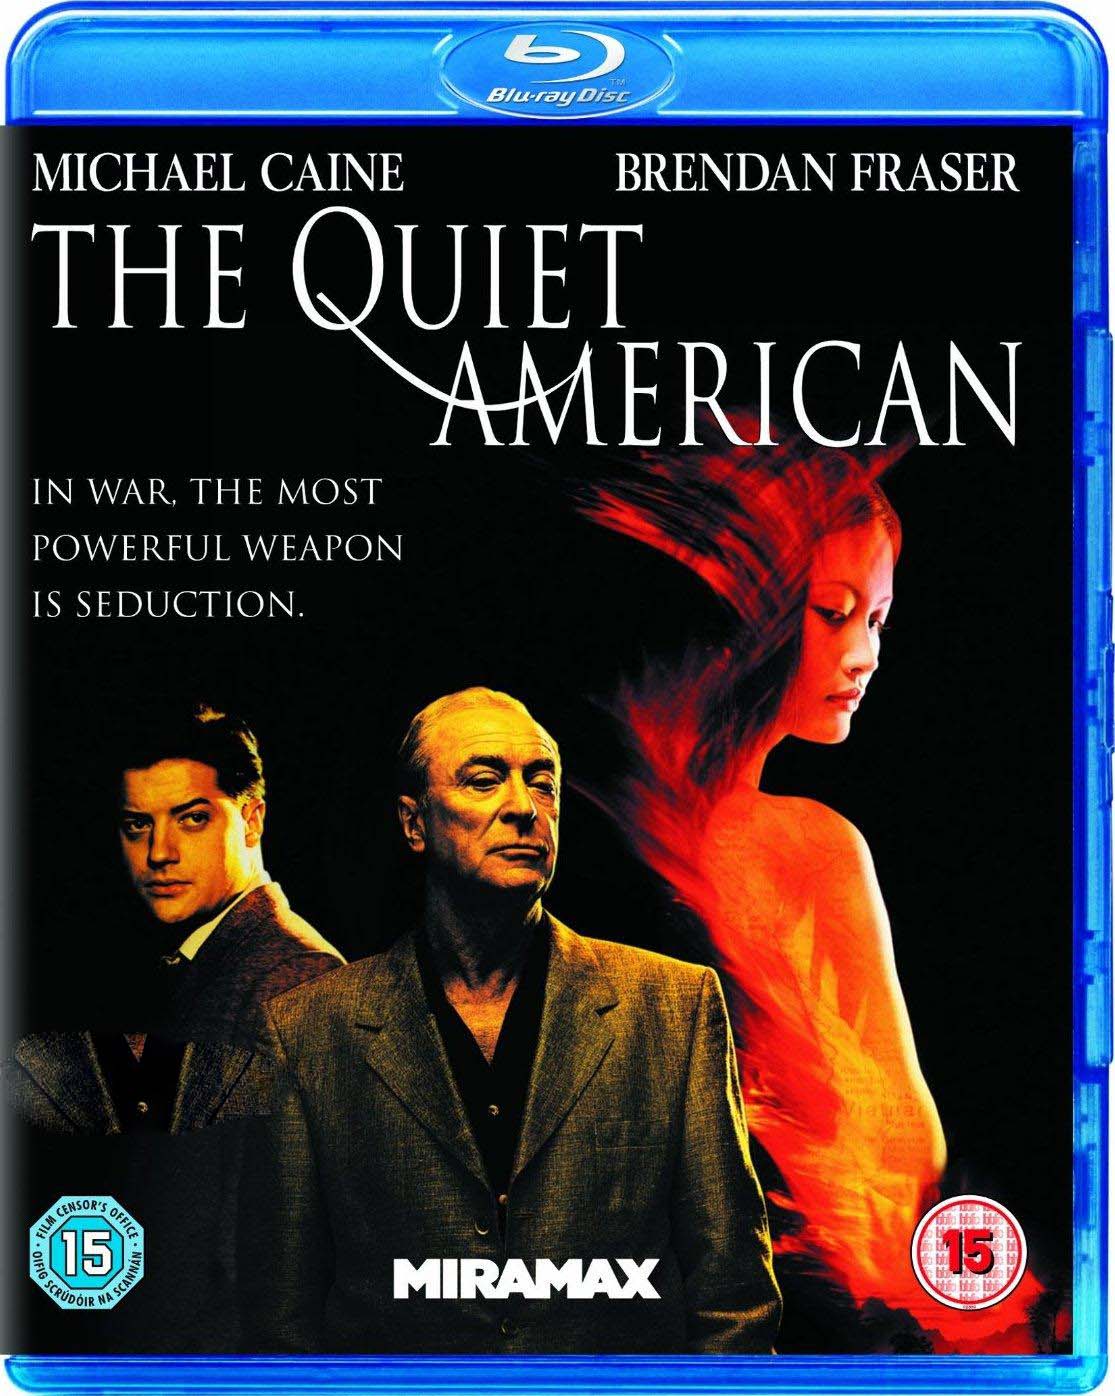 Blu-ray Disc TM
MICHAEL CAINE BRENDAN FRASER
THE QUIET
AMERICAN
IN WAR, THE MOST
POWERFUL WEAPON
IS SEDUCTION.
FILM CENSOR'S OFFICE
15
OIFIG SCRÚDÓIR NA SCANNÁN
MIRAMAX
15